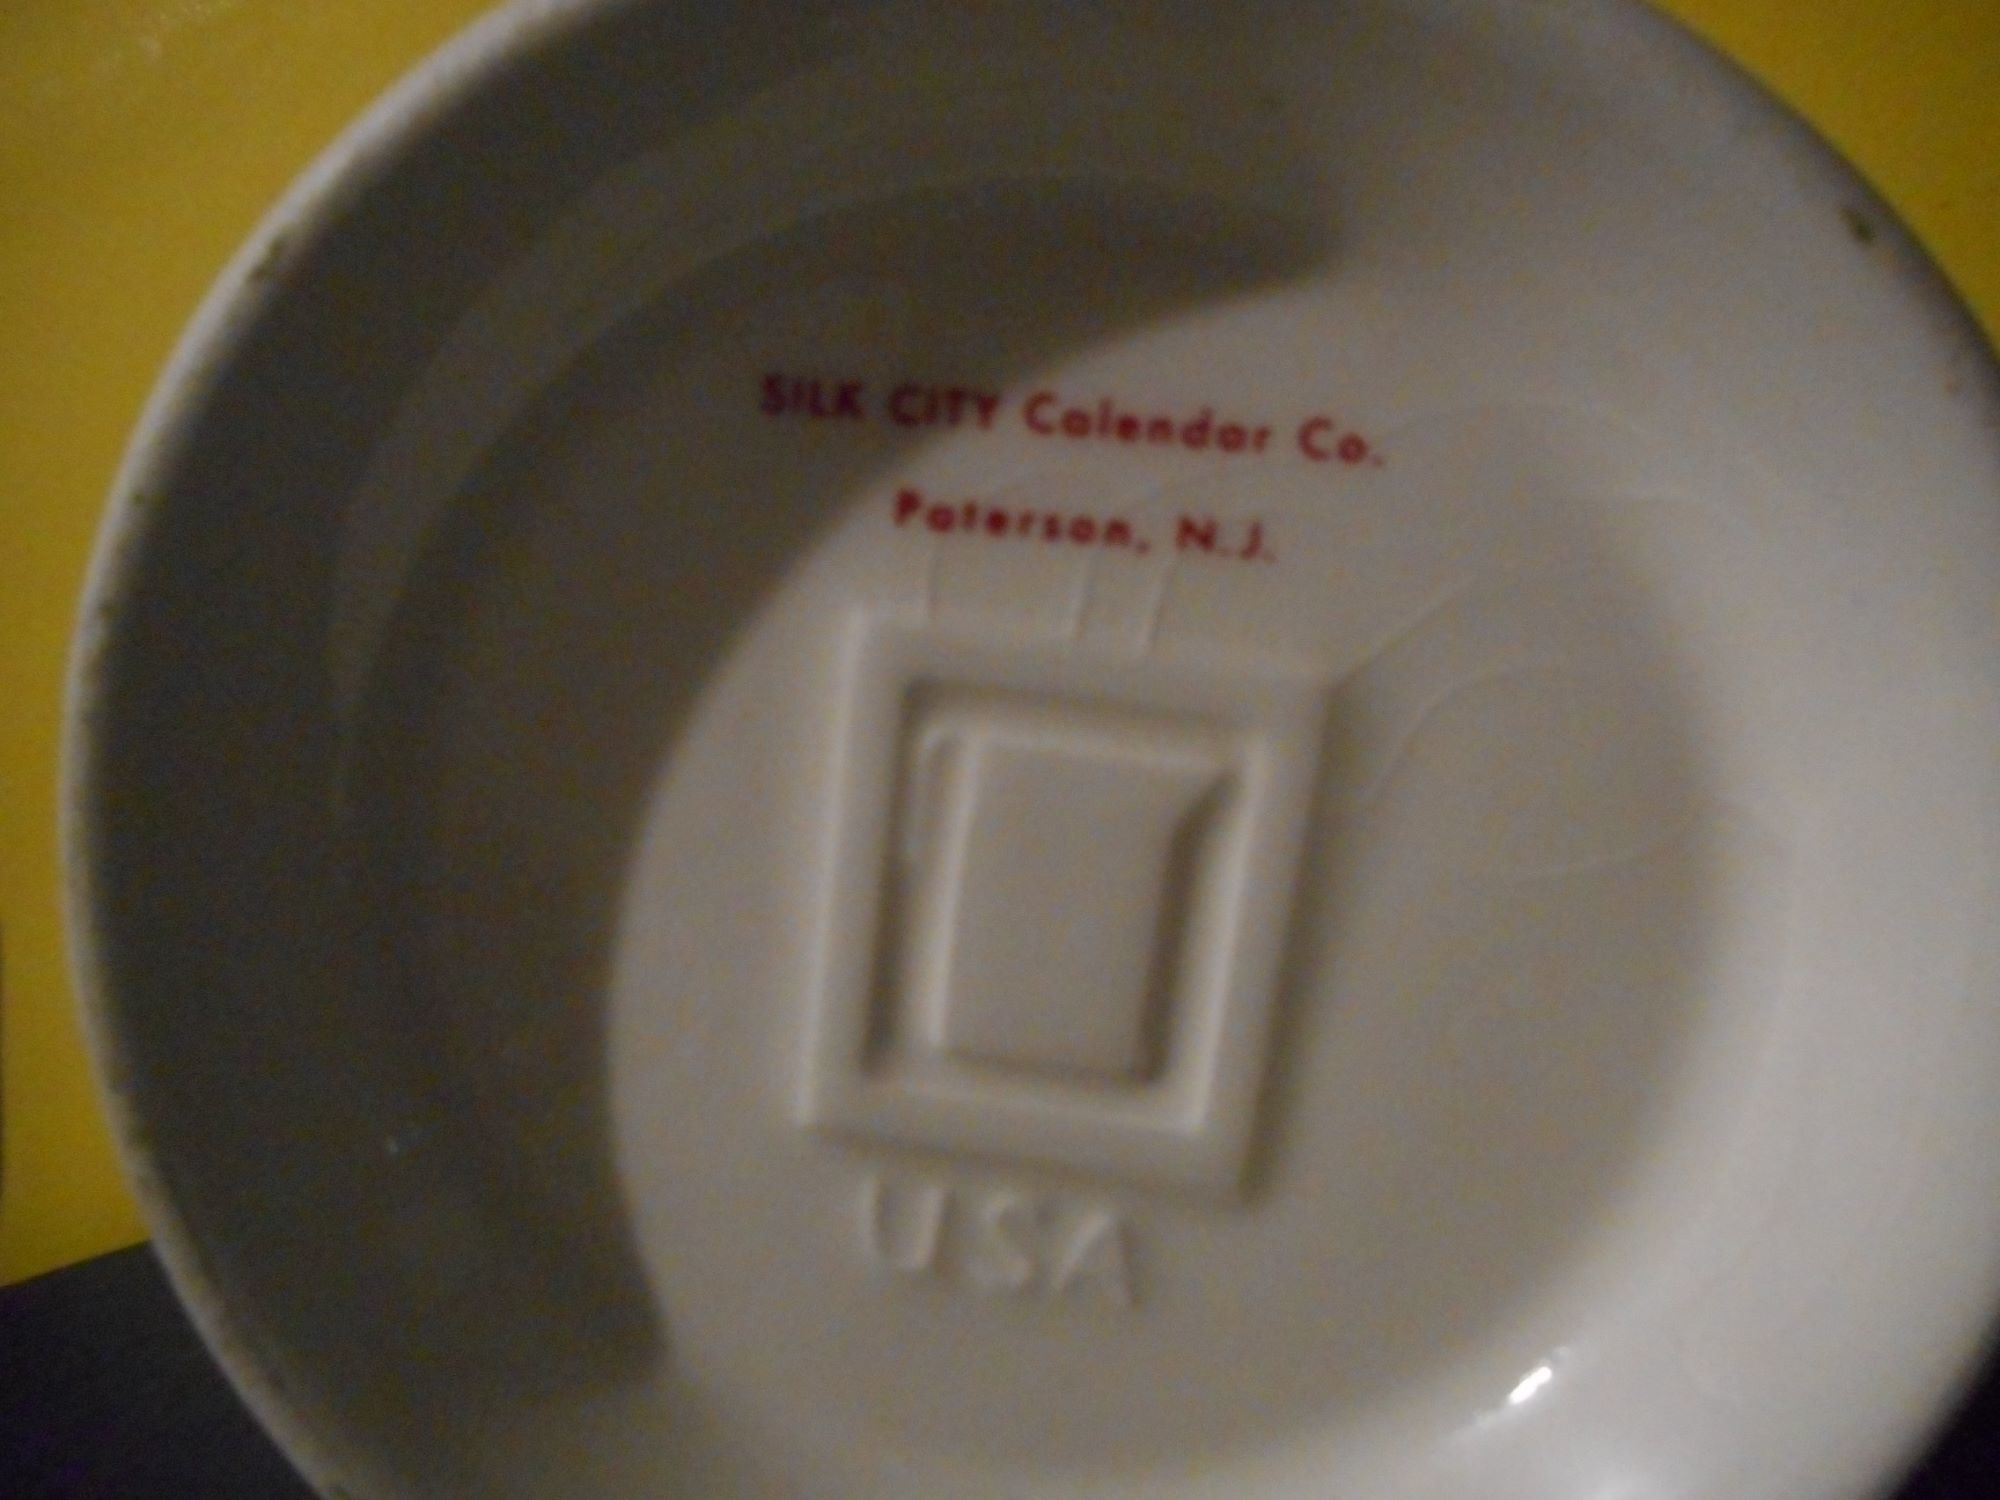 SILK CITY Calendar Co.
Paterson, N.J.
USA